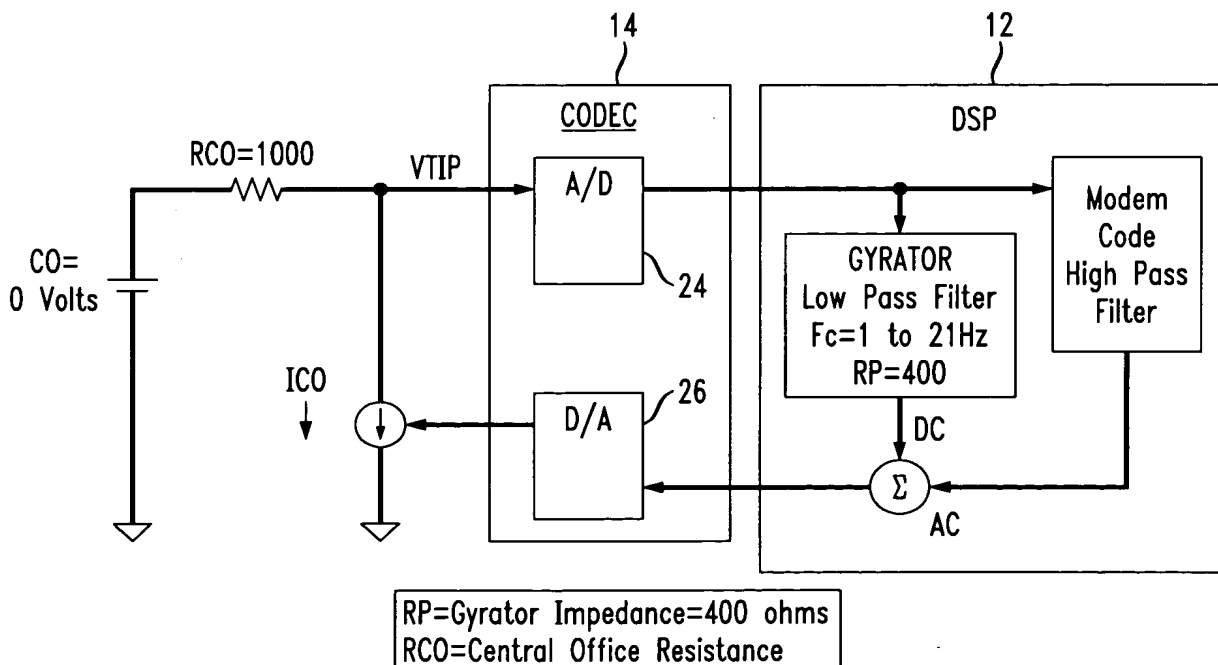 14
12
CODEC
DSP
RCO=1000
VTIP
A/D
Modem
Code
High Pass
Filter
CO=
0 Volts
24
GYRATOR
Low Pass Filter
Fc=1 to 21Hz
RP=400
ICO
D/A
26
DC
Σ
AC
RP=Gyrator Impedance=400 ohms
RCO=Central Office Resistance